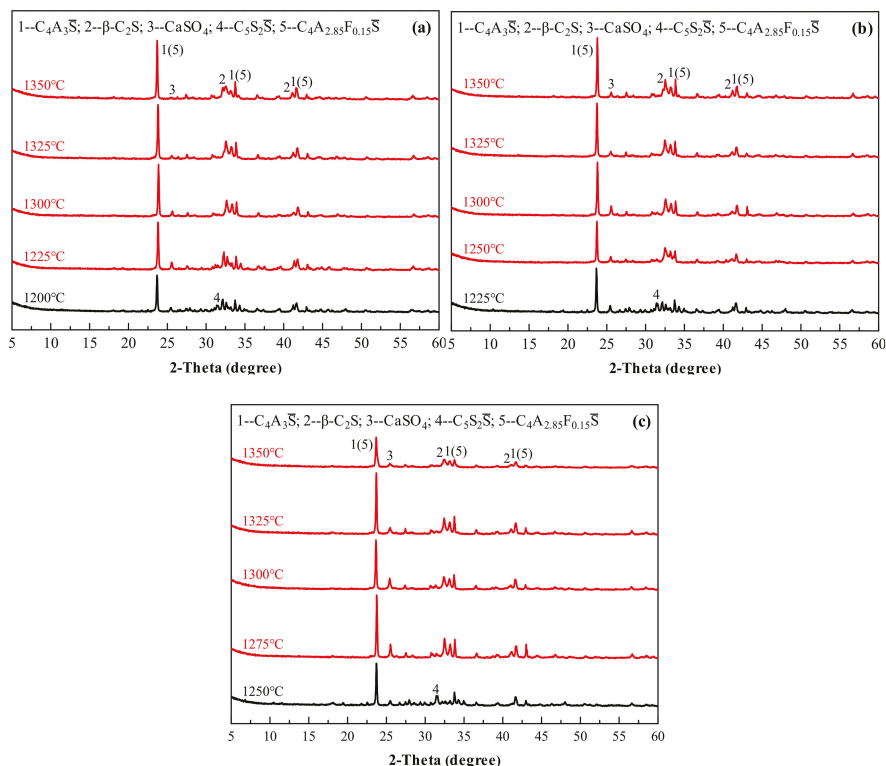 1--C₄A₃S̅; 2--β-C₂S; 3--CaSO₄; 4--C₅S₂S̅; 5--C₄A₂.₈₅F₀.₁₅S̅ (a)
1(5)
1350°C
3
2
1(5)
2
1(5)
1325°C
1300°C
1225°C
1200°C
4
5 10 15 20 25 30 35 40 45 50 55 60
2-Theta (degree)
1--C₄A₃S̅; 2--β-C₂S; 3--CaSO₄; 4--C₅S₂S̅; 5--C₄A₂.₈₅F₀.₁₅S̅ (b)
1(5)
1350°C
3
2
1(5)
2
1(5)
1325°C
1300°C
1250°C
1225°C
4
5 10 15 20 25 30 35 40 45 50 55 60
2-Theta (degree)
1--C₄A₃S̅; 2--β-C₂S; 3--CaSO₄; 4--C₅S₂S̅; 5--C₄A₂.₈₅F₀.₁₅S̅ (c)
1(5)
1350°C
3
2
1(5)
2
1(5)
1325°C
1300°C
1275°C
1250°C
4
5 10 15 20 25 30 35 40 45 50 55 60
2-Theta (degree)